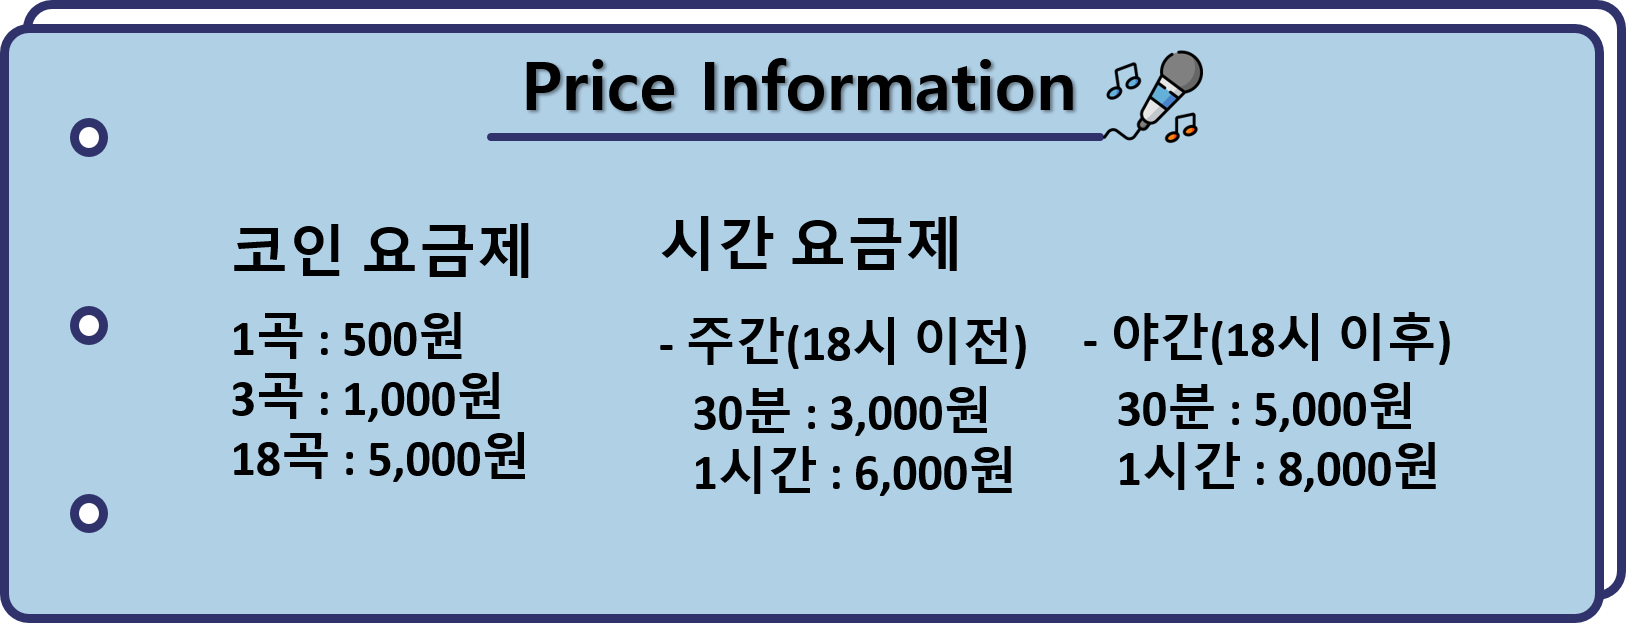 Price Information
코인 요금제
1곡 : 500원
3곡 : 1,000원
18곡 : 5,000원
시간 요금제
- 주간(18시 이전)
30분 : 3,000원
1시간 : 6,000원
- 야간(18시 이후)
30분 : 5,000원
1시간 : 8,000원